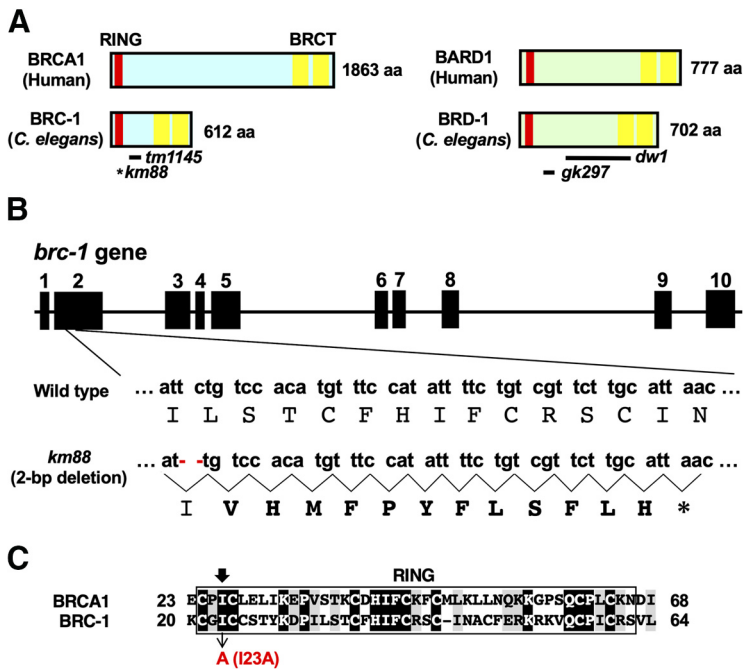 A
RING BRCT
BRCA1 (Human) 1863 aa
BRC-1 (C. elegans) 612 aa
tm1145
*km88
BARD1 (Human) 777 aa
BRD-1 (C. elegans) 702 aa
dw1
gk297
B
brc-1 gene
1 2 3 4 5 6 7 8 9 10
Wild type ... att ctg tcc aca tgt ttc cat att ttc tgt cgt tct tgc att aac ...
I L S T C F H I F C R S C I N
km88 (2-bp deletion) ... at- -tg tcc aca tgt ttc cat att ttc tgt cgt tct tgc att aac ...
I V H M F P Y F L S F L H *
C
RING
BRCA1 23 ECPICLELIKEPVSTKCDHIFCKFCMLKLLNQKKGPSQCPLCKNDI 68
BRC-1 20 KCGICCSTYKDPILSTCFHIFCRSC-INACFERKRKVQCPICRSVL 64
A (I23A)